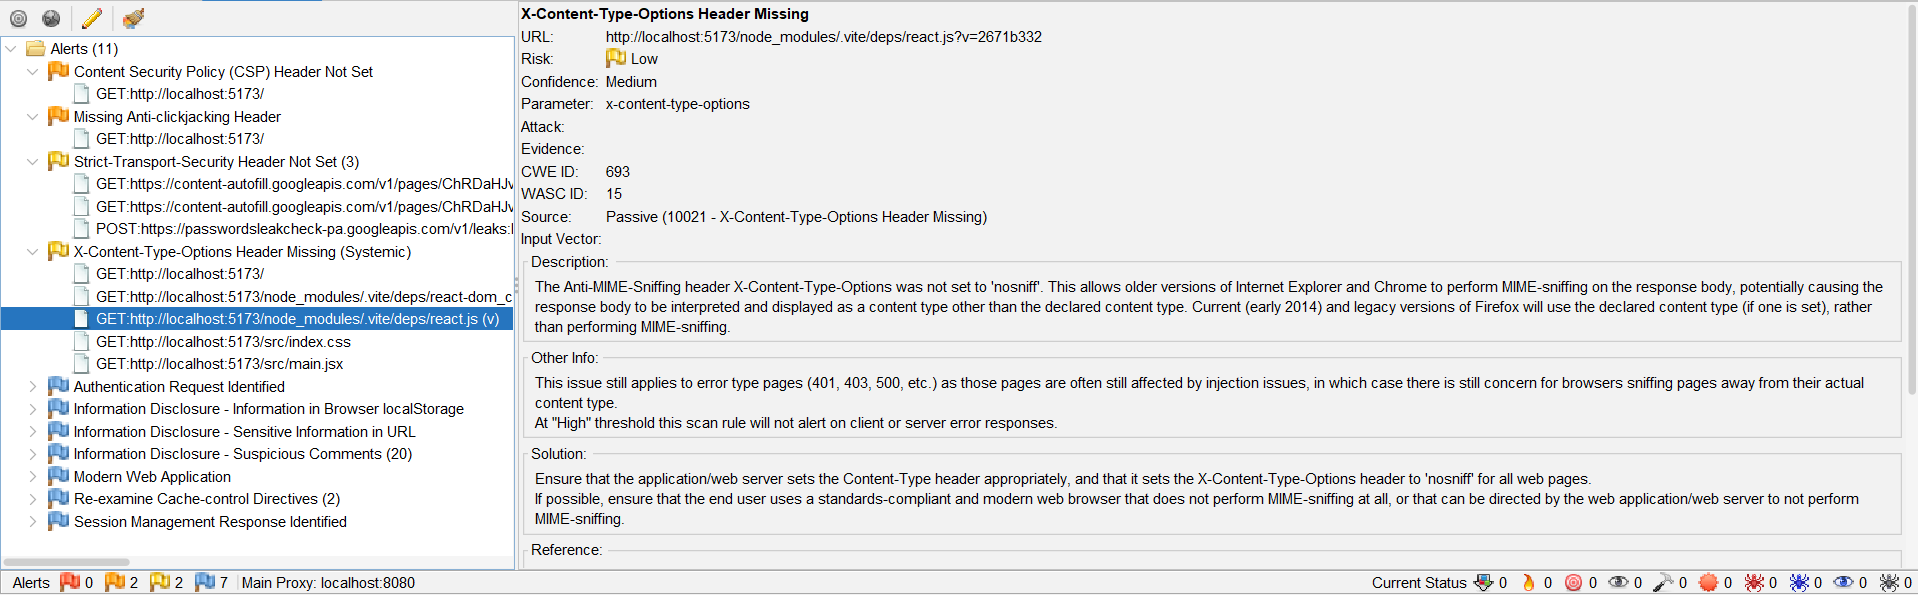 Alerts (11)
Content Security Policy (CSP) Header Not Set
GET:http://localhost:5173/
Missing Anti-clickjacking Header
GET:http://localhost:5173/
Strict-Transport-Security Header Not Set (3)
GET:https://content-autofill.googleapis.com/v1/pages/ChRDaHJv
GET:https://content-autofill.googleapis.com/v1/pages/ChRDaHJv
POST:https://passwordsleakcheck-pa.googleapis.com/v1/leaks:
X-Content-Type-Options Header Missing (Systemic)
GET:http://localhost:5173/
GET:http://localhost:5173/node_modules/.vite/deps/react-dom_c
GET:http://localhost:5173/node_modules/.vite/deps/react.js (v)
GET:http://localhost:5173/src/index.css
GET:http://localhost:5173/src/main.jsx
Authentication Request Identified
Information Disclosure - Information in Browser localStorage
Information Disclosure - Sensitive Information in URL
Information Disclosure - Suspicious Comments (20)
Modern Web Application
Re-examine Cache-control Directives (2)
Session Management Response Identified
X-Content-Type-Options Header Missing
URL: http://localhost:5173/node_modules/.vite/deps/react.js?v=2671b332
Risk: Low
Confidence: Medium
Parameter: x-content-type-options
Attack:
Evidence:
CWE ID: 693
WASC ID: 15
Source: Passive (10021 - X-Content-Type-Options Header Missing)
Input Vector:
Description:
The Anti-MIME-Sniffing header X-Content-Type-Options was not set to 'nosniff'. This allows older versions of Internet Explorer and Chrome to perform MIME-sniffing on the response body, potentially causing the
response body to be interpreted and displayed as a content type other than the declared content type. Current (early 2014) and legacy versions of Firefox will use the declared content type (if one is set), rather
than performing MIME-sniffing.
Other Info:
This issue still applies to error type pages (401, 403, 500, etc.) as those pages are often still affected by injection issues, in which case there is still concern for browsers sniffing pages away from their actual
content type.
At "High" threshold this scan rule will not alert on client or server error responses.
Solution:
Ensure that the application/web server sets the Content-Type header appropriately, and that it sets the X-Content-Type-Options header to 'nosniff' for all web pages.
If possible, ensure that the end user uses a standards-compliant and modern web browser that does not perform MIME-sniffing at all, or that can be directed by the web application/web server to not perform
MIME-sniffing.
Reference:
Alerts 0 2 2 7 Main Proxy: localhost:8080
Current Status 0 0 0 0 0 0 0 0 0 0